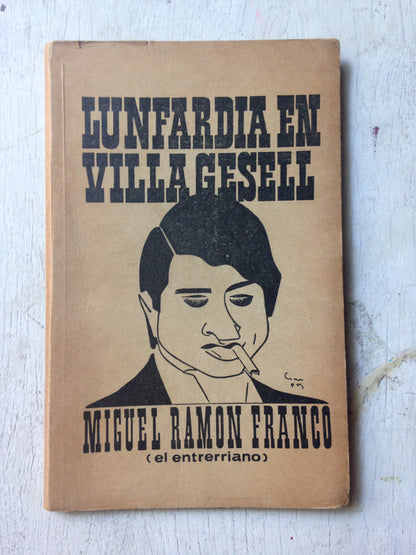 LUNFARDIA EN
VILLA GESELL
MIGUEL RAMON FRANCO
(el entrerriano)